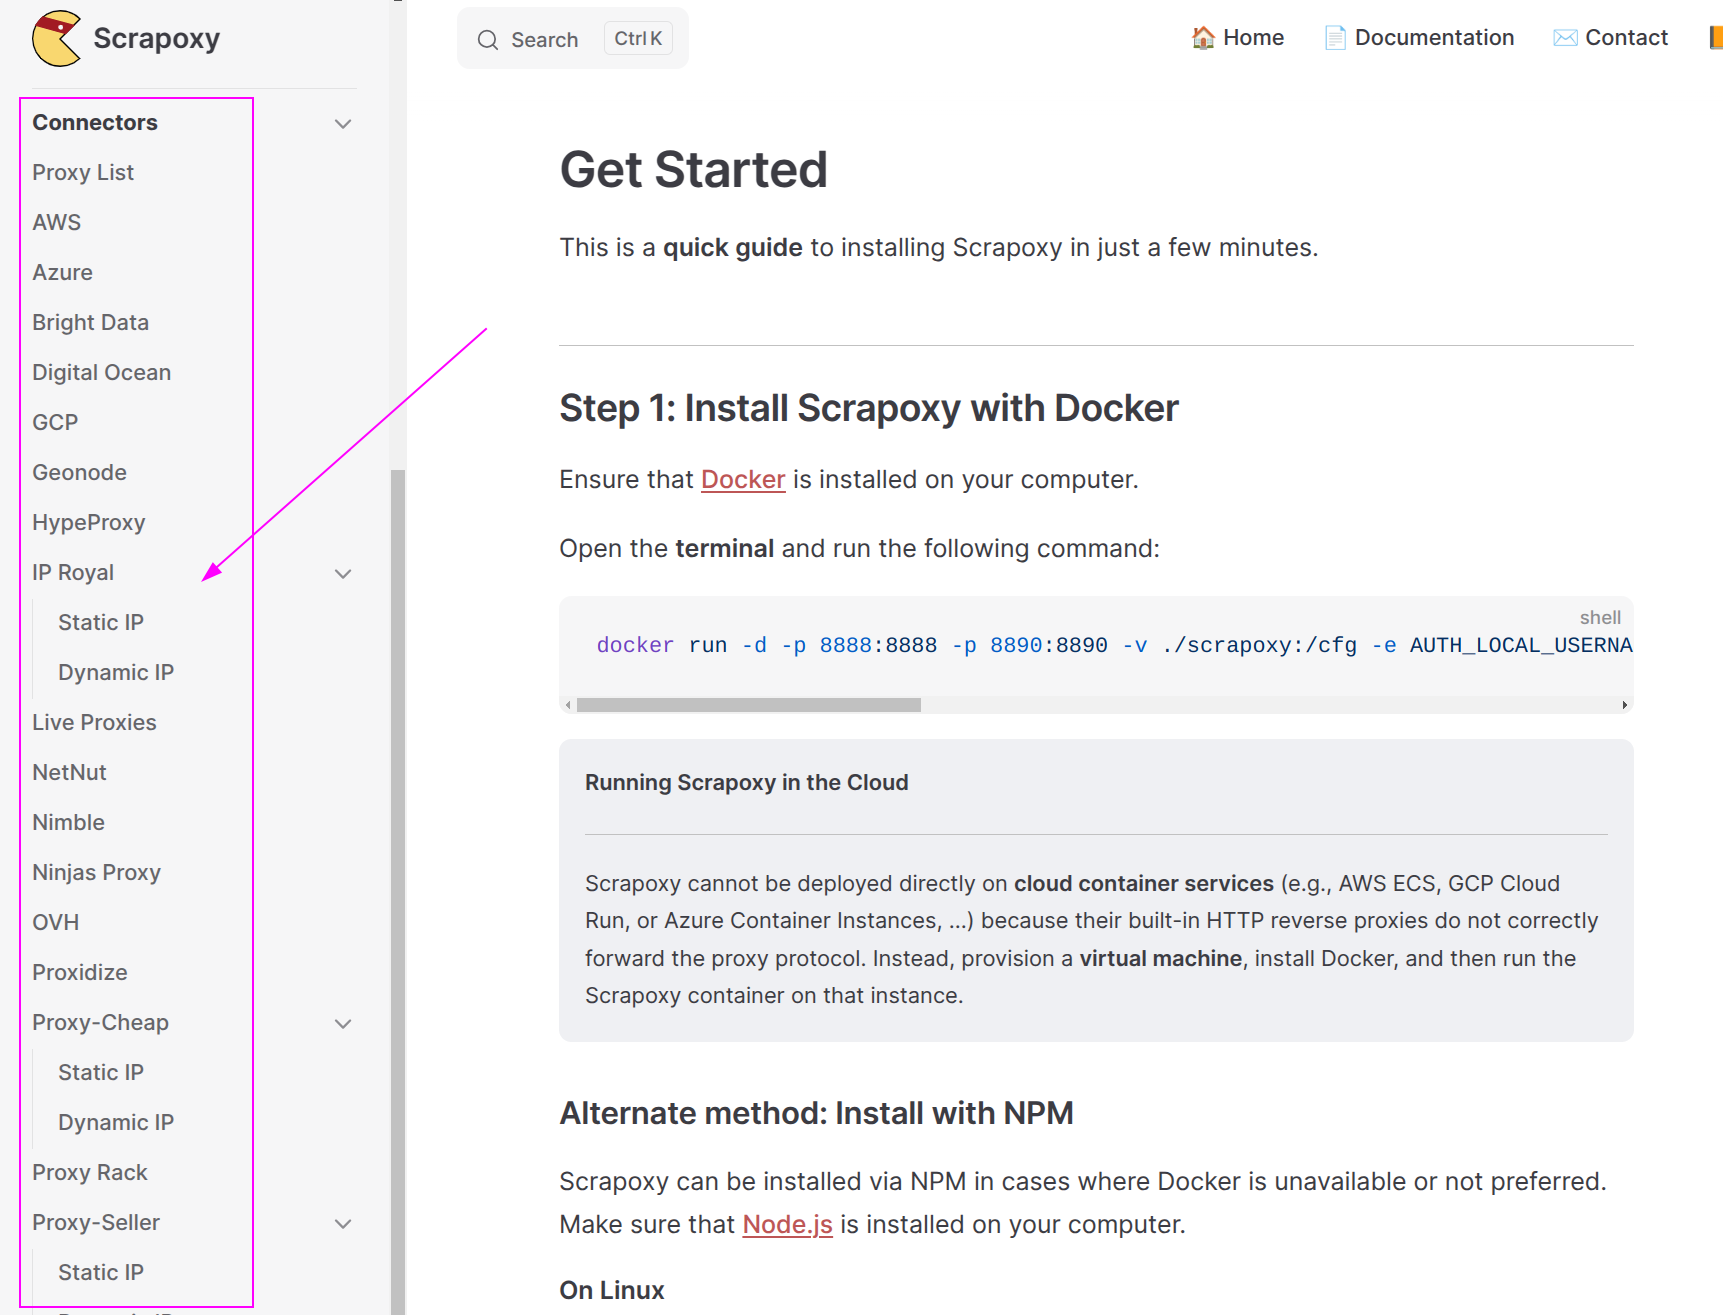 Scrapoxy
Connectors
Proxy List
AWS
Azure
Bright Data
Digital Ocean
GCP
Geonode
HypeProxy
IP Royal
Static IP
Dynamic IP
Live Proxies
NetNut
Nimble
Ninjas Proxy
OVH
Proxidize
Proxy-Cheap
Static IP
Dynamic IP
Proxy Rack
Proxy-Seller
Static IP
Search Ctrl K
Home Documentation Contact
Get Started
This is a quick guide to installing Scrapoxy in just a few minutes.
Step 1: Install Scrapoxy with Docker
Ensure that Docker is installed on your computer.
Open the terminal and run the following command:
shell
docker run -d -p 8888:8888 -p 8890:8890 -v ./scrapoxy:/cfg -e AUTH_LOCAL_USERNA
Running Scrapoxy in the Cloud
Scrapoxy cannot be deployed directly on cloud container services (e.g., AWS ECS, GCP Cloud
Run, or Azure Container Instances, ...) because their built-in HTTP reverse proxies do not correctly
forward the proxy protocol. Instead, provision a virtual machine, install Docker, and then run the
Scrapoxy container on that instance.
Alternate method: Install with NPM
Scrapoxy can be installed via NPM in cases where Docker is unavailable or not preferred.
Make sure that Node.js is installed on your computer.
On Linux